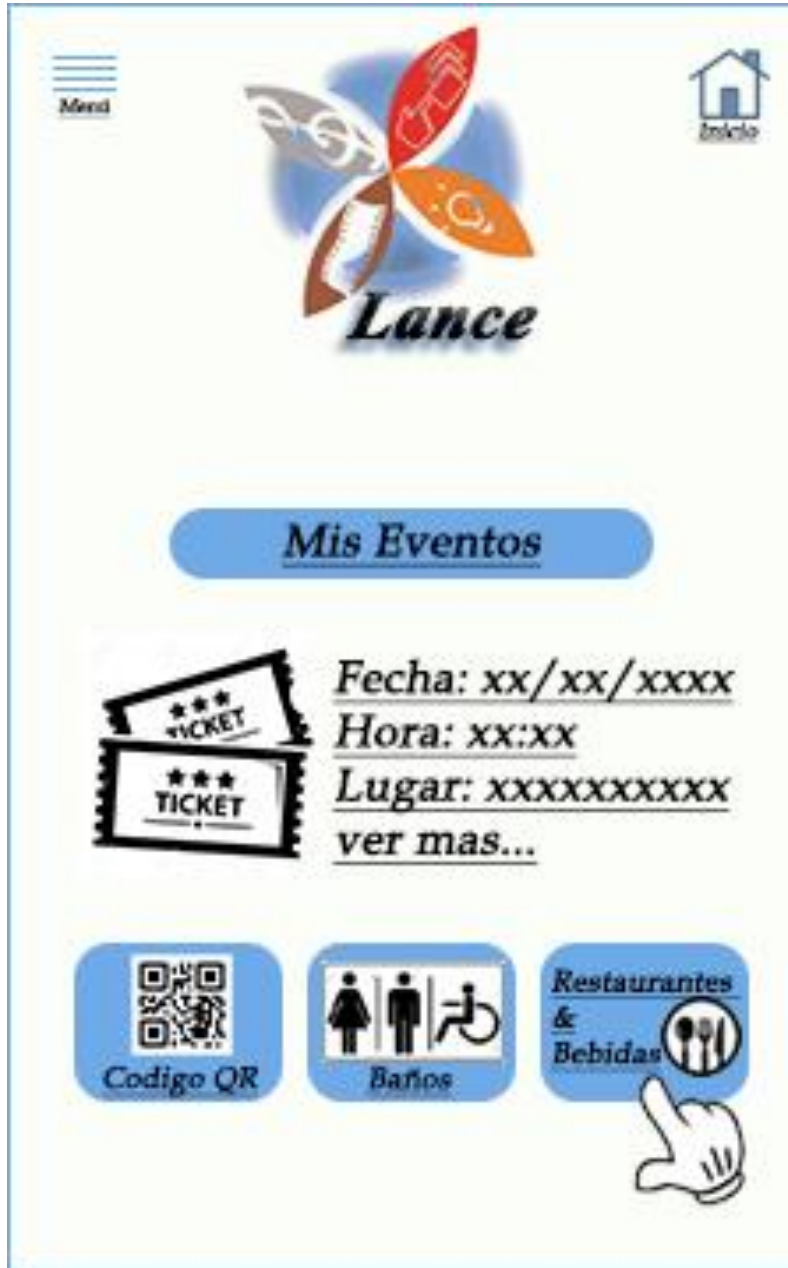 Menú
Inicio
Lance
Mis Eventos
TICKET
TICKET
Fecha: xx/xx/xxxx
Hora: xx:xx
Lugar: xxxxxxxxxx
ver mas...
Codigo QR
Baños
Restaurantes
&
Bebidas